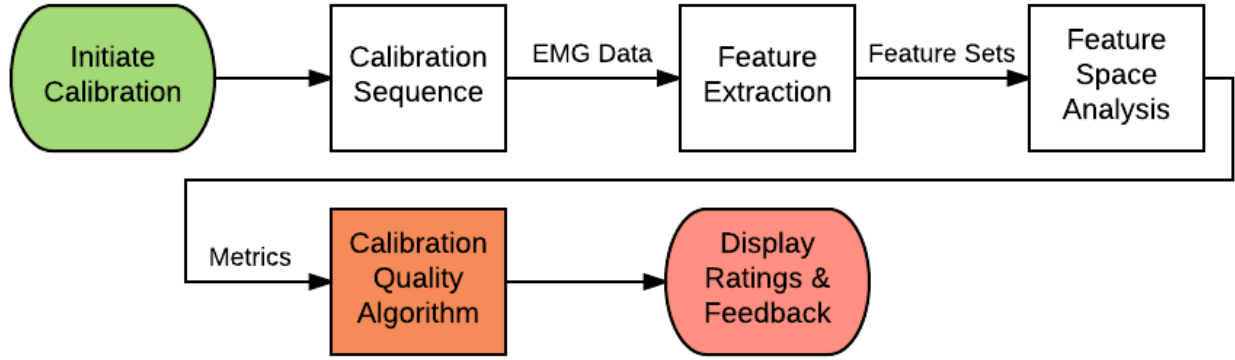 Initiate
Calibration
Calibration
Sequence
EMG Data
Feature
Extraction
Feature Sets
Feature
Space
Analysis
Metrics
Calibration
Quality
Algorithm
Display
Ratings &
Feedback